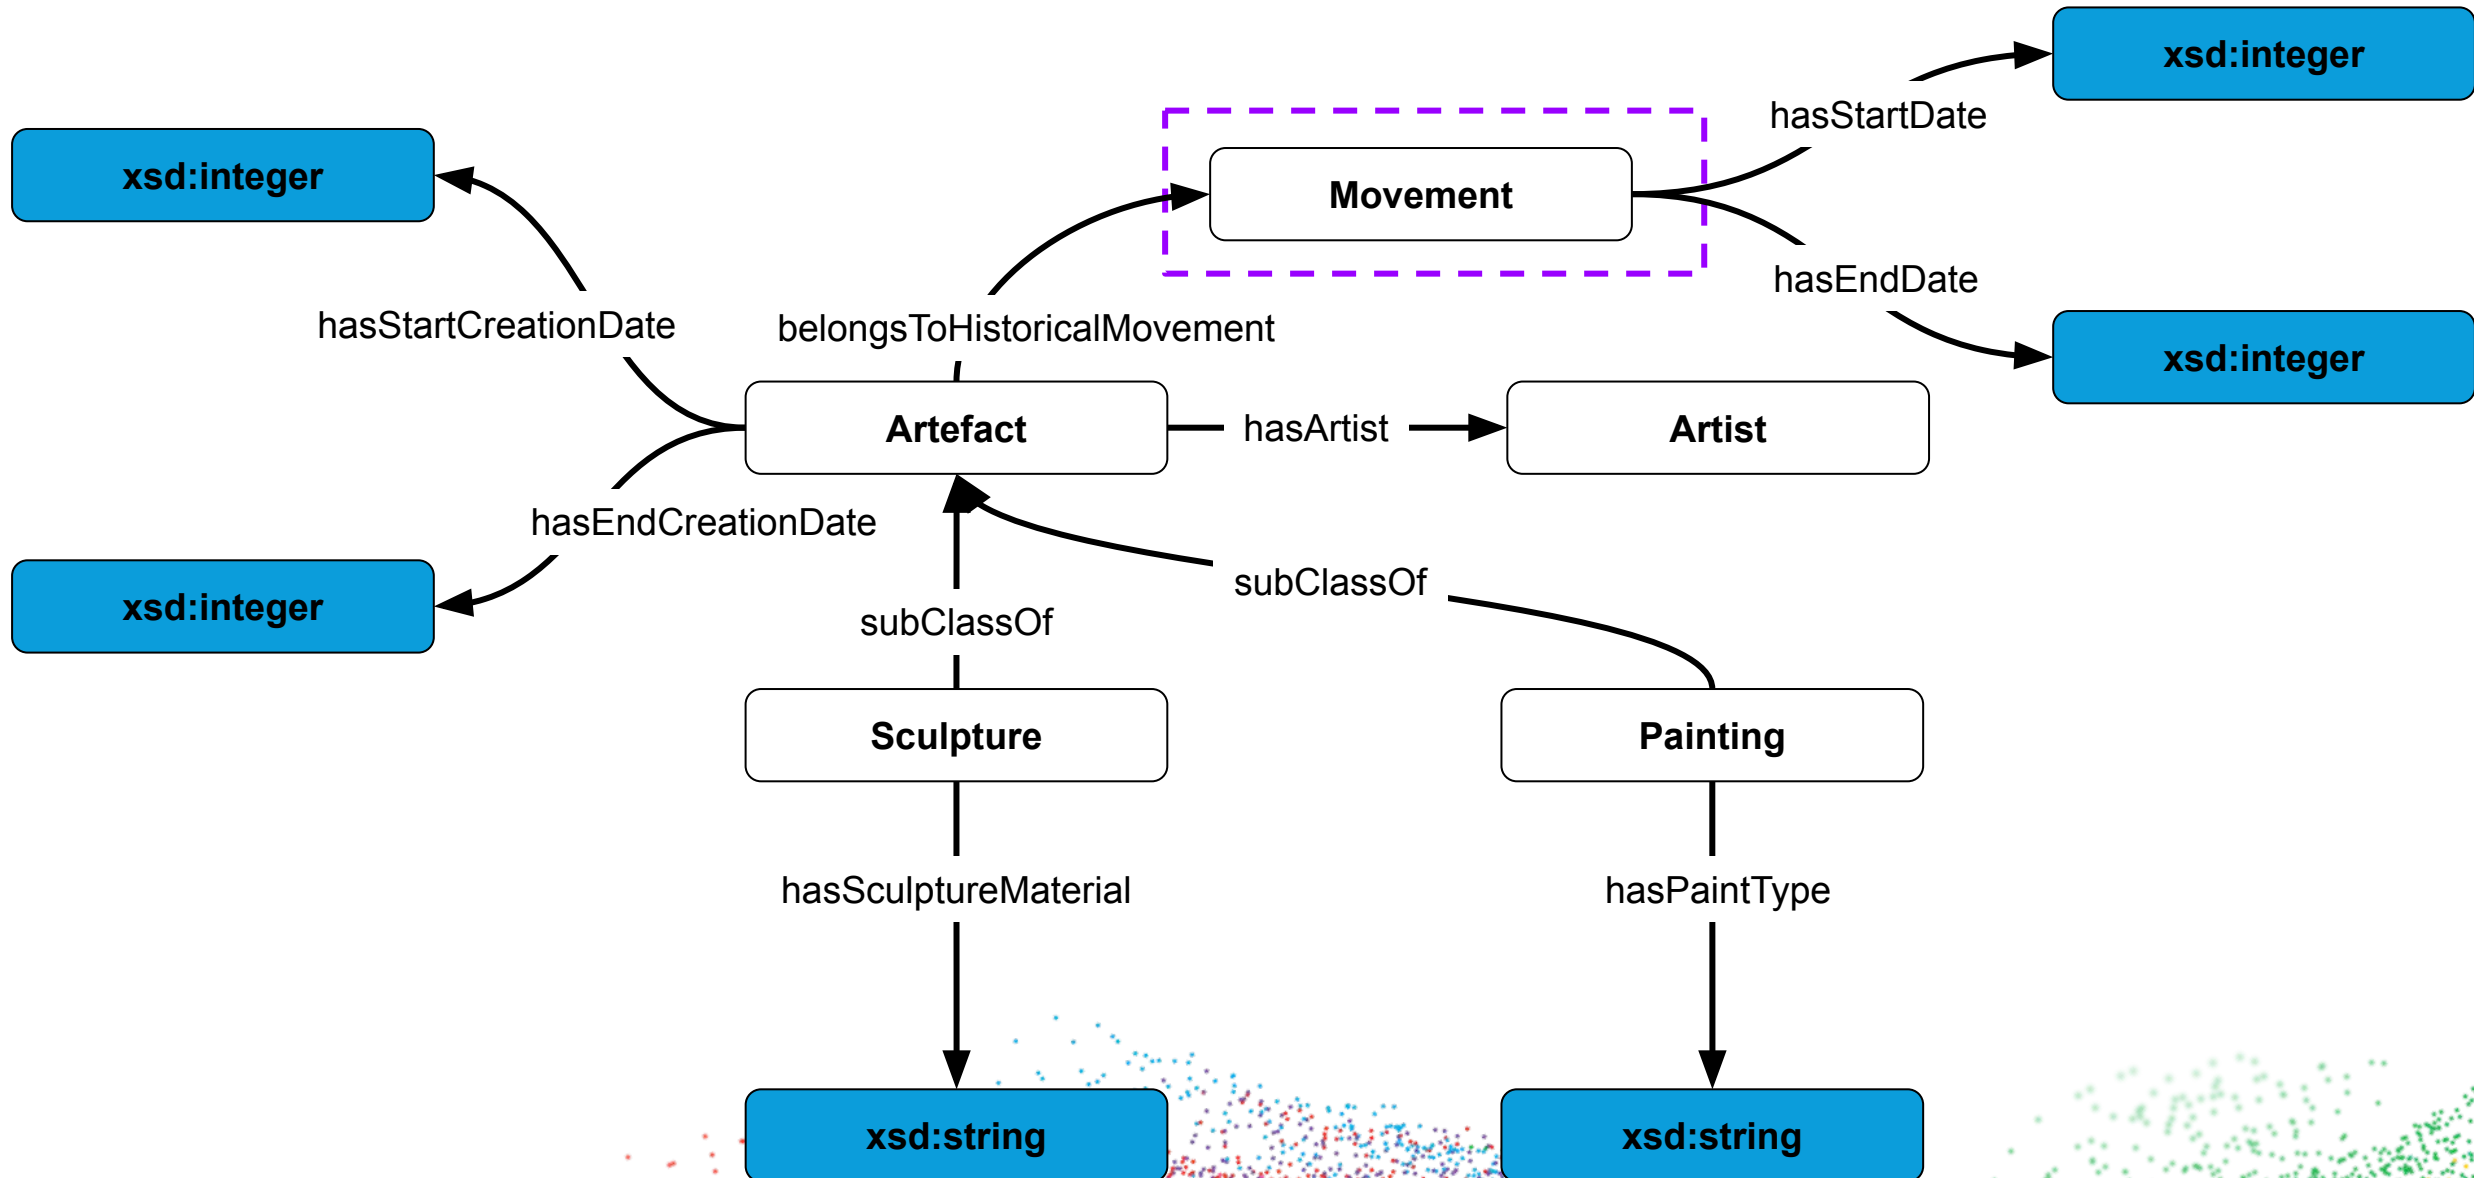 xsd:integer
hasStartDate
xsd:integer
Movement
hasEndDate
hasStartCreationDate
belongsToHistoricalMovement
xsd:integer
Artefact
hasArtist
Artist
hasEndCreationDate
subClassOf
xsd:integer
subClassOf
Sculpture
Painting
hasSculptureMaterial
hasPaintType
xsd:string
xsd:string